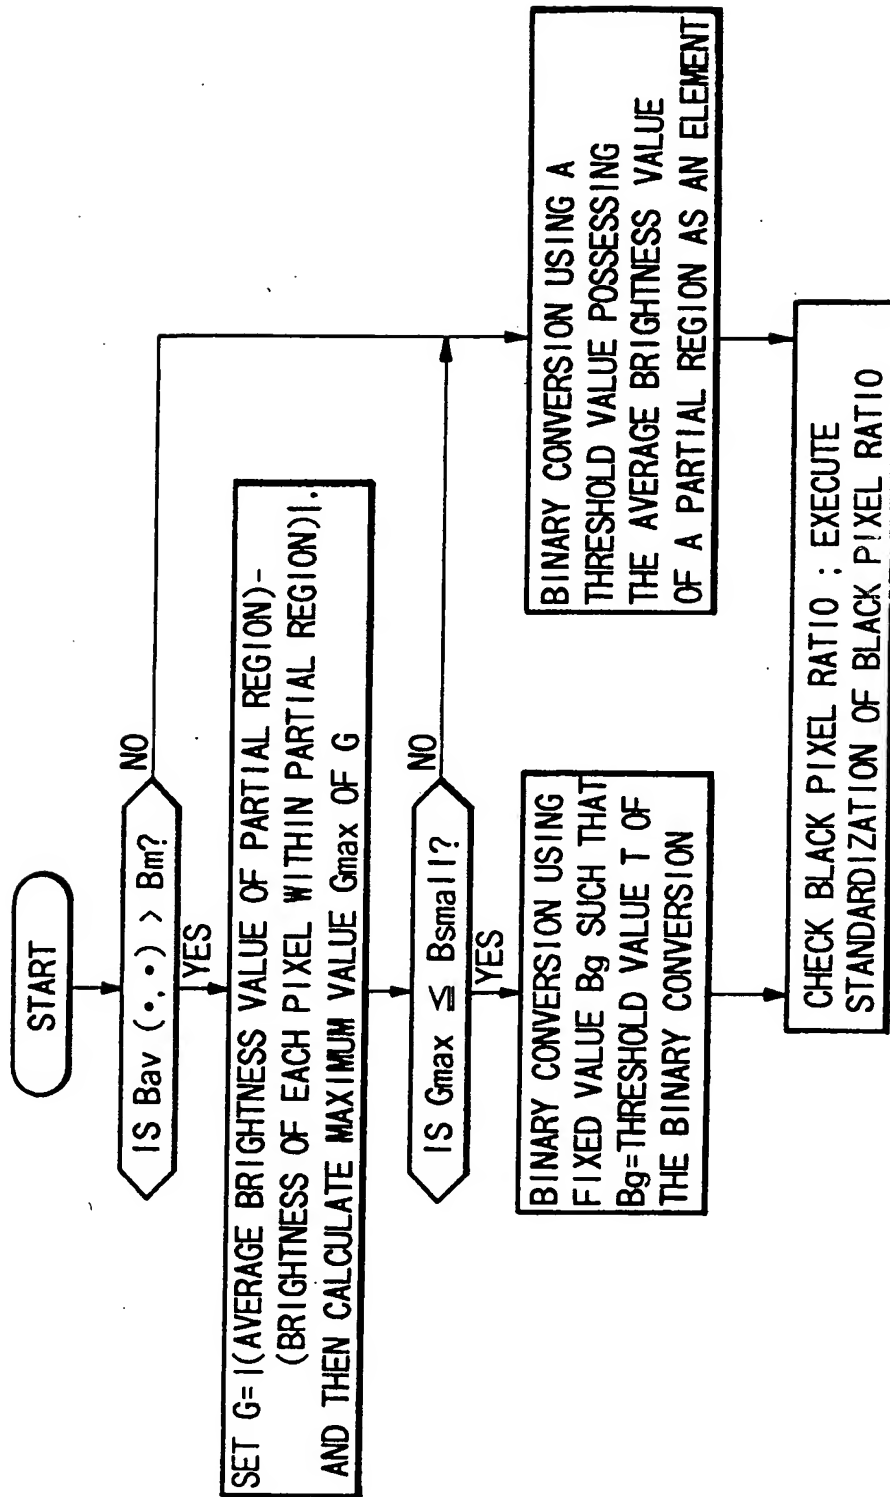 START
IS Bav (•,•) > Bm?
NO
YES
SET G=|(AVERAGE BRIGHTNESS VALUE OF PARTIAL REGION)-
(BRIGHTNESS OF EACH PIXEL WITHIN PARTIAL REGION)|.
AND THEN CALCULATE MAXIMUM VALUE Gmax OF G
IS Gmax ≦ Bsmall?
NO
YES
BINARY CONVERSION USING
FIXED VALUE Bg SUCH THAT
Bg=THRESHOLD VALUE T OF
THE BINARY CONVERSION
BINARY CONVERSION USING A
THRESHOLD VALUE POSSESSING
THE AVERAGE BRIGHTNESS VALUE
OF A PARTIAL REGION AS AN ELEMENT
CHECK BLACK PIXEL RATIO ; EXECUTE
STANDARDIZATION OF BLACK PIXEL RATIO